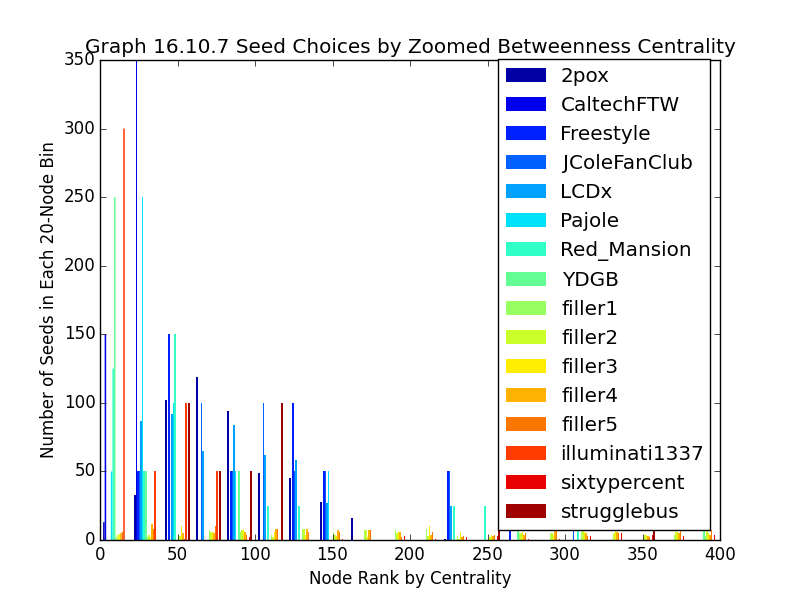 Graph 16.10.7 Seed Choices by Zoomed Betweenness Centrality
350
300
250
200
150
100
50
0
Number of Seeds in Each 20-Node Bin
2pox
CaltechFTW
Freestyle
JColeFanClub
LCDx
Pajole
Red_Mansion
YDGB
filler1
filler2
filler3
filler4
filler5
illuminati1337
sixtypercent
strugglebus
0 50 100 150 200 250 300 350 400
Node Rank by Centrality